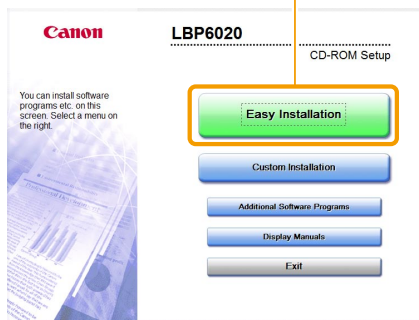 Canon
LBP6020
CD-ROM Setup
You can install software
programs etc. on this
screen. Select a menu on
the right.
Easy Installation
Custom Installation
Additional Software Programs
Display Manuals
Exit